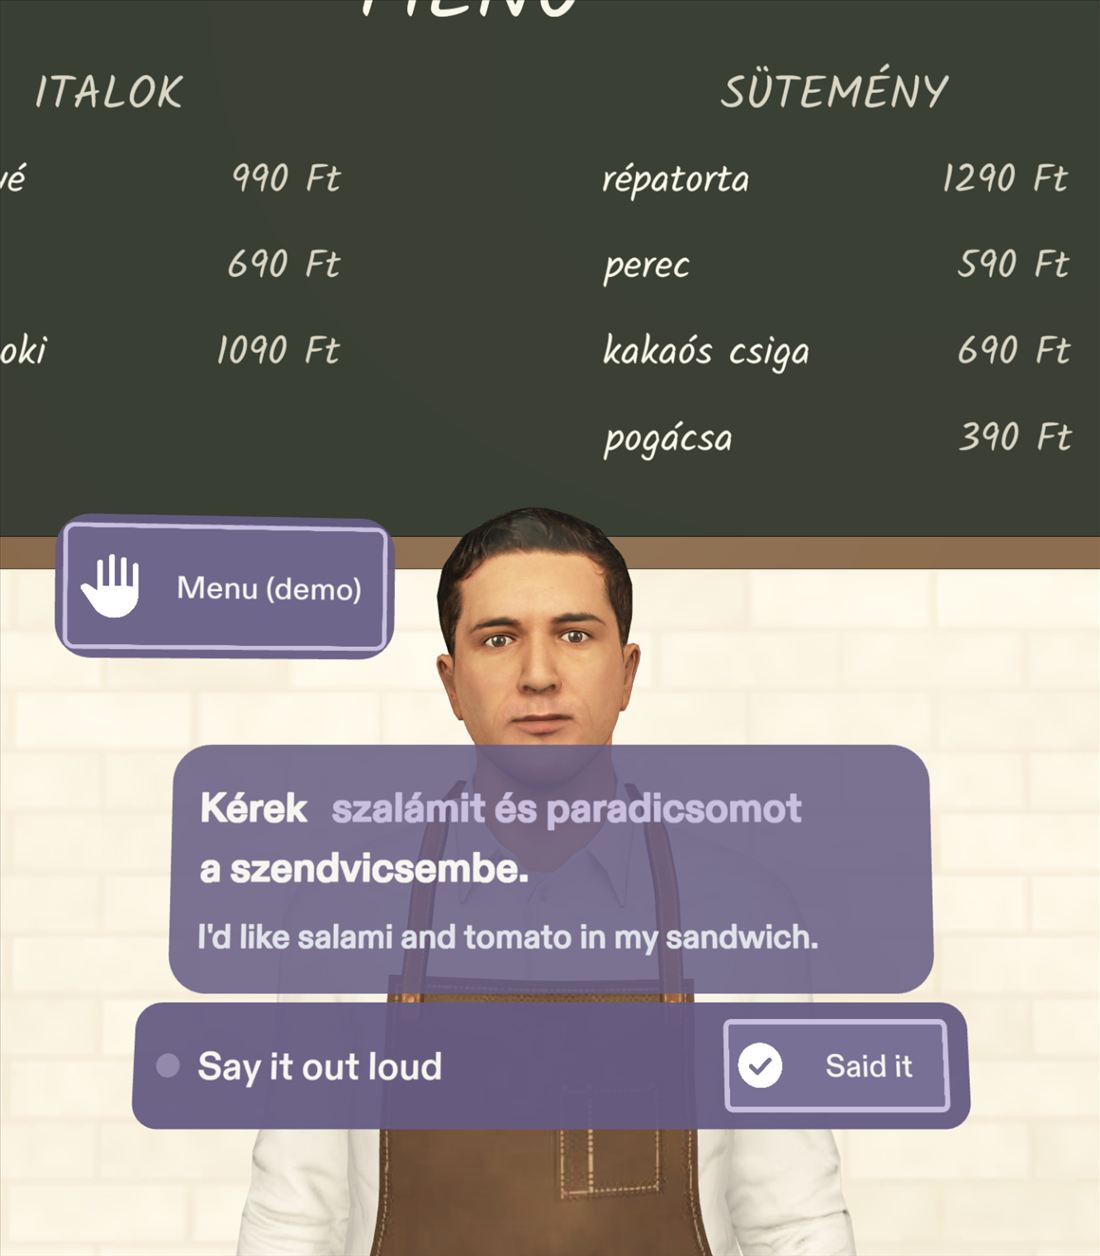 MENÜ
ITALOK
990 Ft
690 Ft
1090 Ft
SÜTEMÉNY
répatorta 1290 Ft
perec 590 Ft
kakaós csiga 690 Ft
pogácsa 390 Ft
Menu (demo)
Kérek szalámit és paradicsomot
a szendvicsembe.
I'd like salami and tomato in my sandwich.
Say it out loud
Said it